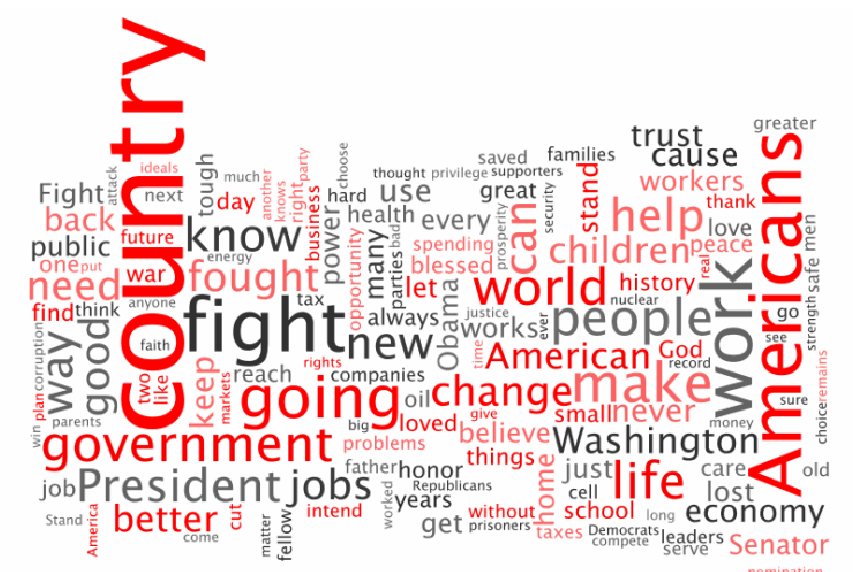 country
greater
trust
Americans
cause
families
saved
supporters
privilege
thought
choose
party
right
knows
another
ideals
much
tough
attack
next
Fight
day
business
hard
use
great
security
stand
workers
thank
back
future
know
power
health
every
can
help
love
men
public
energy
opportunity
many
bad
parties
spending
prosperity
children
peace
real
safe
one
put
war
fought
blessed
need
anyone
tax
let
world
history
work
strength
find
think
fight
always
Obama
justice
works
ever
nuclear
people
go
see
corruption
way
good
faith
new
time
American
God
record
remains
two
like
keep
rights
markets
reach
companies
going
oil
change
make
sure
choice
win
plan
parents
big
loved
give
small
never
money
government
problems
believe
Washington
things
father
honor
job
President
jobs
Republicans
home
just
life
care
old
worked
years
cell
lost
Stand
America
better
cut
intend
without
school
long
economy
matter
fellow
come
get
prisoners
taxes
Democrats
compete
leaders
serve
Senator
nomination